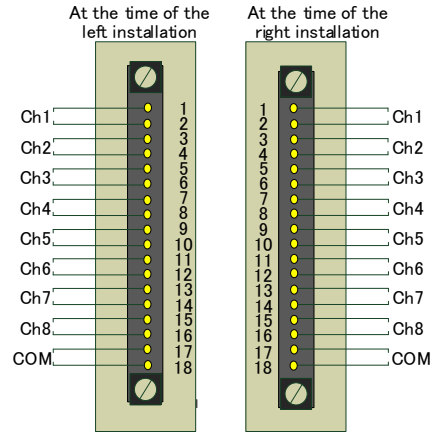 At the time of the
left installation
At the time of the
right installation
Ch1
Ch2
Ch3
Ch4
Ch5
Ch6
Ch7
Ch8
COM
1
2
3
4
5
6
7
8
9
10
11
12
13
14
15
16
17
18
1
2
3
4
5
6
7
8
9
10
11
12
13
14
15
16
17
18
Ch1
Ch2
Ch3
Ch4
Ch5
Ch6
Ch7
Ch8
COM